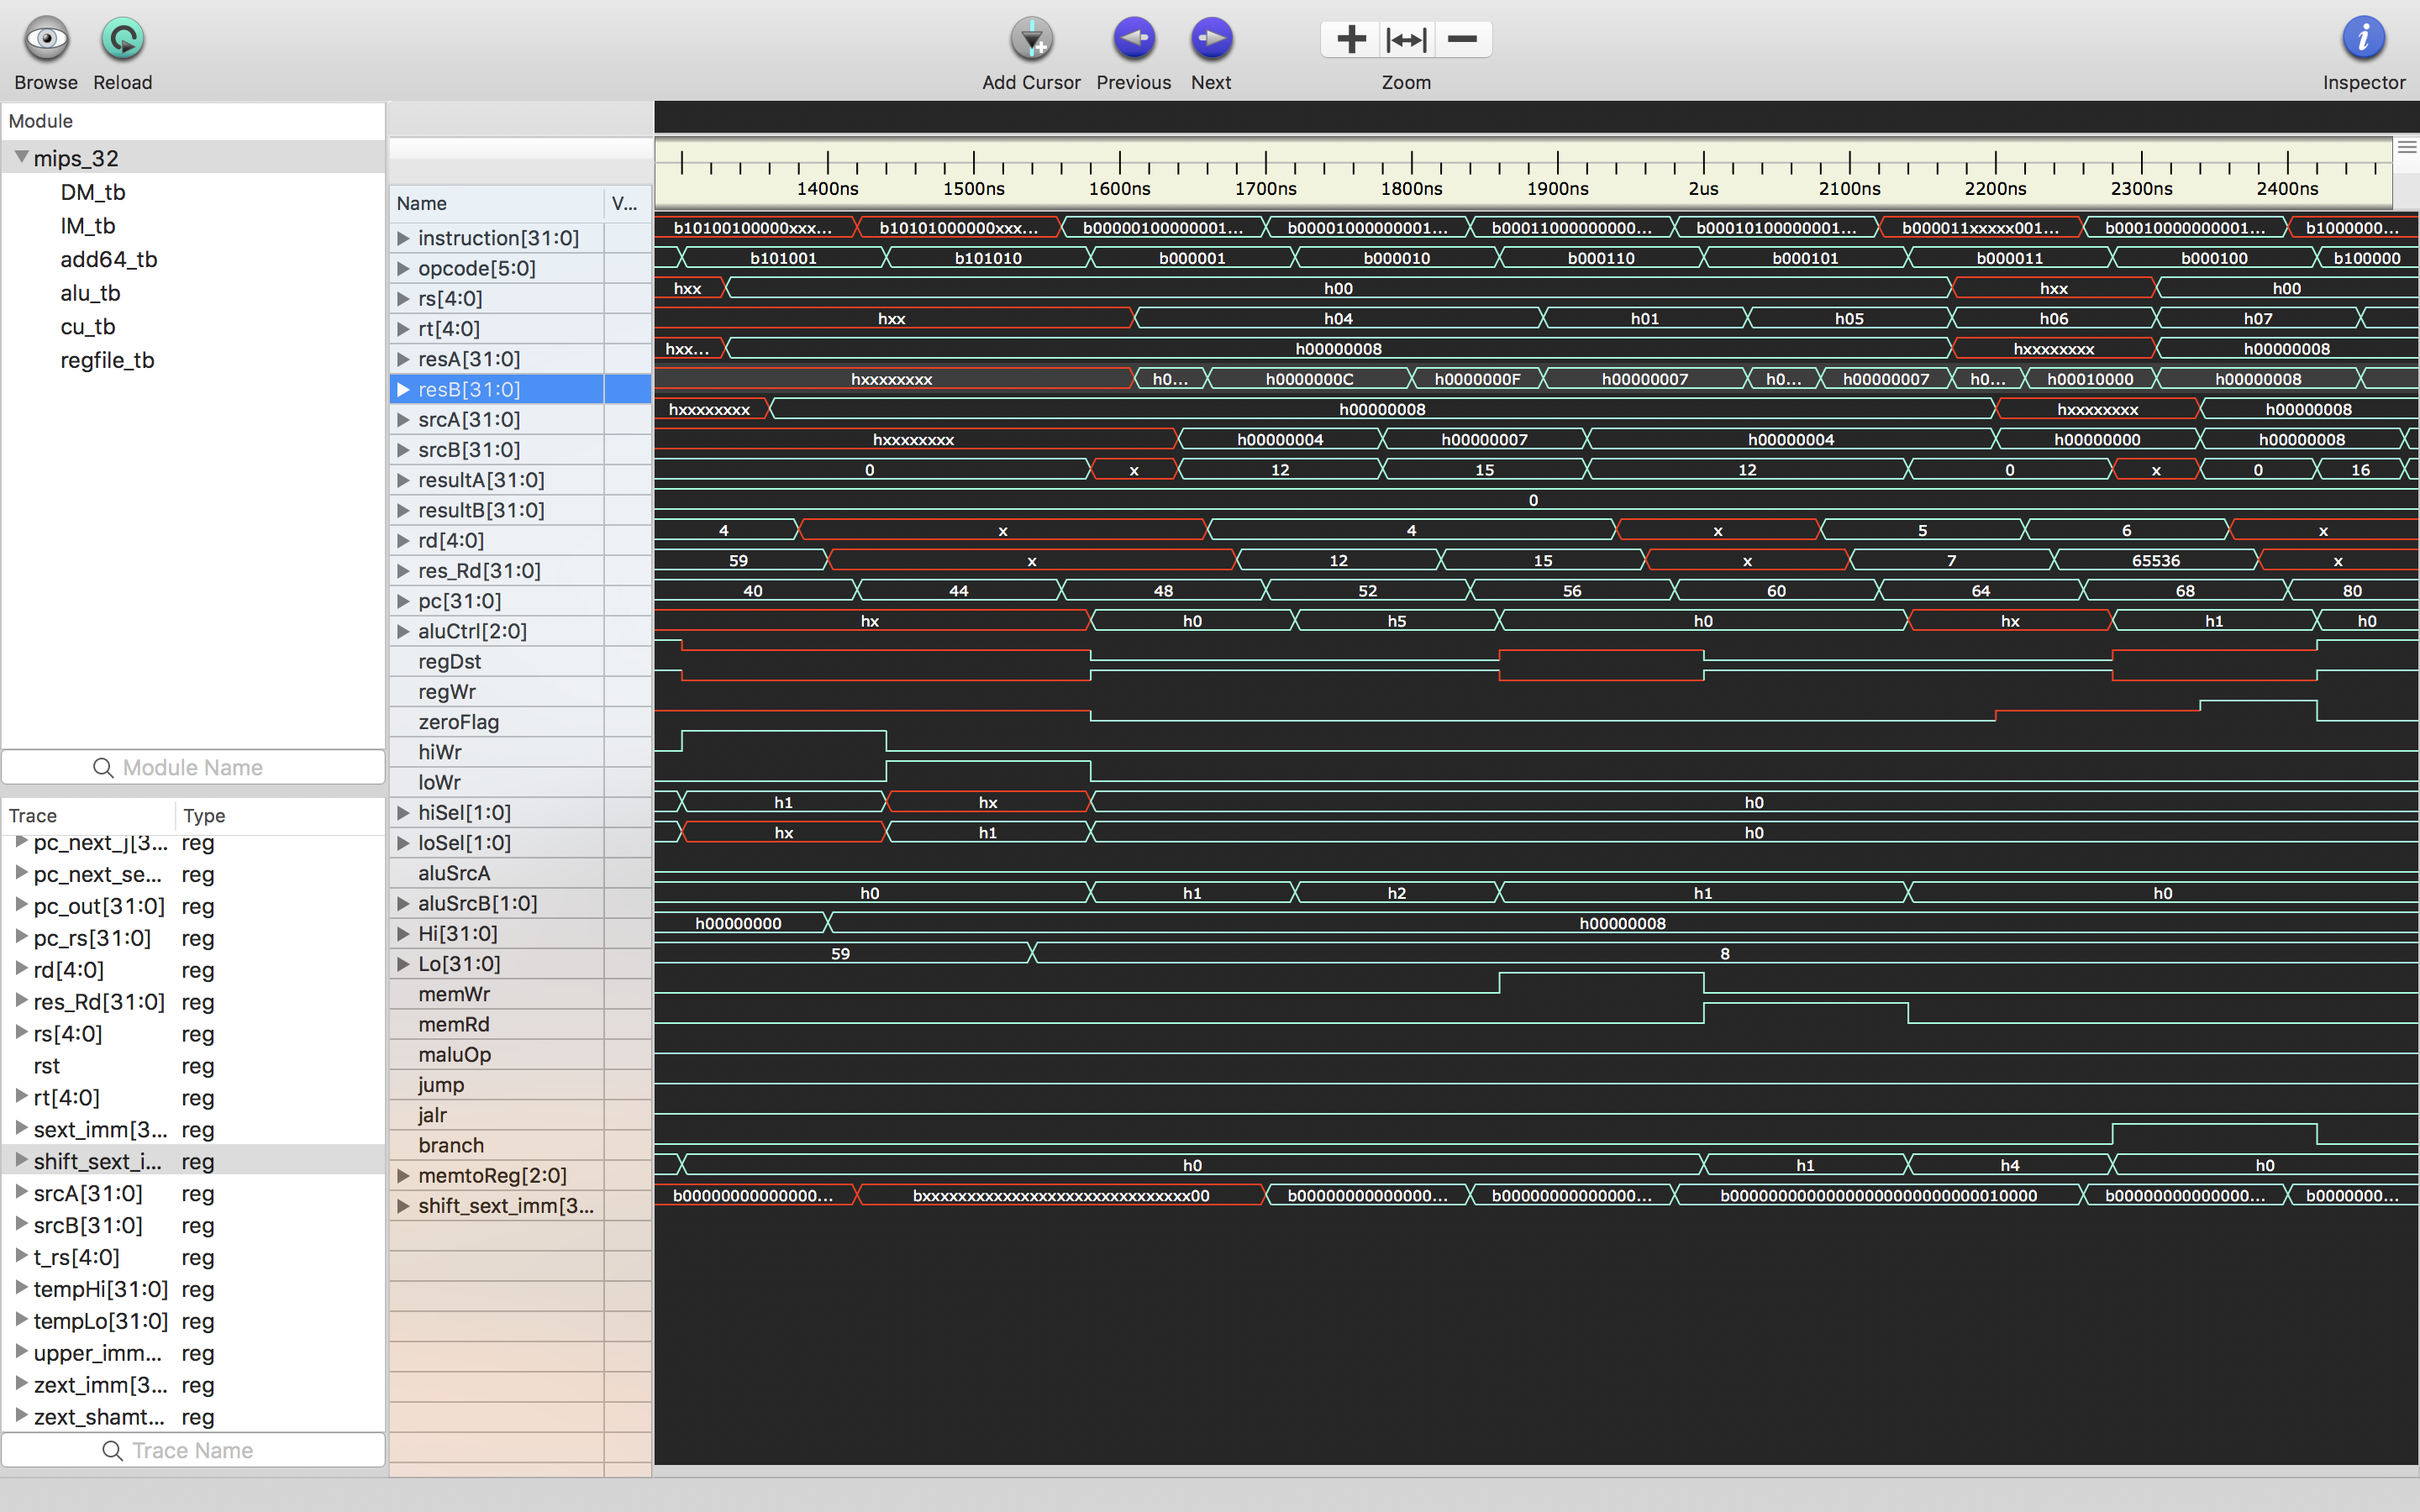 Browse Reload Add Cursor Previous Next Zoom Inspector
Module
mips_32
DM_tb
IM_tb
add64_tb
alu_tb
cu_tb
regfile_tb
Module Name
Trace Type
pc_next_j[3... reg
pc_next_se... reg
pc_out[31:0] reg
pc_rs[31:0] reg
rd[4:0] reg
res_Rd[31:0] reg
rs[4:0] reg
rst reg
rt[4:0] reg
sext_imm[3... reg
shift_sext_i... reg
srcA[31:0] reg
srcB[31:0] reg
t_rs[4:0] reg
tempHi[31:0] reg
tempLo[31:0] reg
upper_imm... reg
zext_imm[3... reg
zext_shamt... reg
Trace Name
1400ns 1500ns 1600ns 1700ns 1800ns 1900ns 2us 2100ns 2200ns 2300ns 2400ns
Name V...
instruction[31:0] b10100100000xxx... b10101000000xxx... b00000100000001... b00001000000001... b00011000000000... b00010100000001... b000011xxxxx001... b00010000000001... b1000000...
opcode[5:0] b101001 b101010 b000001 b000010 b000110 b000101 b000011 b000100 b100000
rs[4:0] hxx h00 hxx h00
rt[4:0] hxx h04 h01 h05 h06 h07
resA[31:0] hxx... h00000008 hxxxxxxxx h00000008
resB[31:0] hxxxxxxxx h0... h0000000C h0000000F h00000007 h0... h00000007 h0... h00010000 h00000008
srcA[31:0] hxxxxxxxx h00000008 hxxxxxxxx h00000008
srcB[31:0] hxxxxxxxx h00000004 h00000007 h00000004 h00000000 h00000008
resultA[31:0] 0 x 12 15 12 0 x 0 16
resultB[31:0] 0
rd[4:0] 4 x 4 x 5 6 x
res_Rd[31:0] 59 x 12 15 x 7 65536 x
pc[31:0] 40 44 48 52 56 60 64 68 80
aluCtrl[2:0] hx h0 h5 h0 hx h1 h0
regDst
regWr
zeroFlag
hiWr
loWr
hiSel[1:0] h1 hx h0
loSel[1:0] hx h1 h0
aluSrcA
aluSrcB[1:0] h0 h1 h2 h1 h0
Hi[31:0] h00000000 h00000008
Lo[31:0] 59 8
memWr
memRd
maluOp
jump
jalr
branch
memtoReg[2:0] h0 h1 h4 h0
shift_sext_imm[3... b00000000000000... bxxxxxxxxxxxxxxxxxxxxxxxxxxxxxx00 b00000000000000... b00000000000000... b00000000000000000000000000010000 b00000000000000... b0000000...